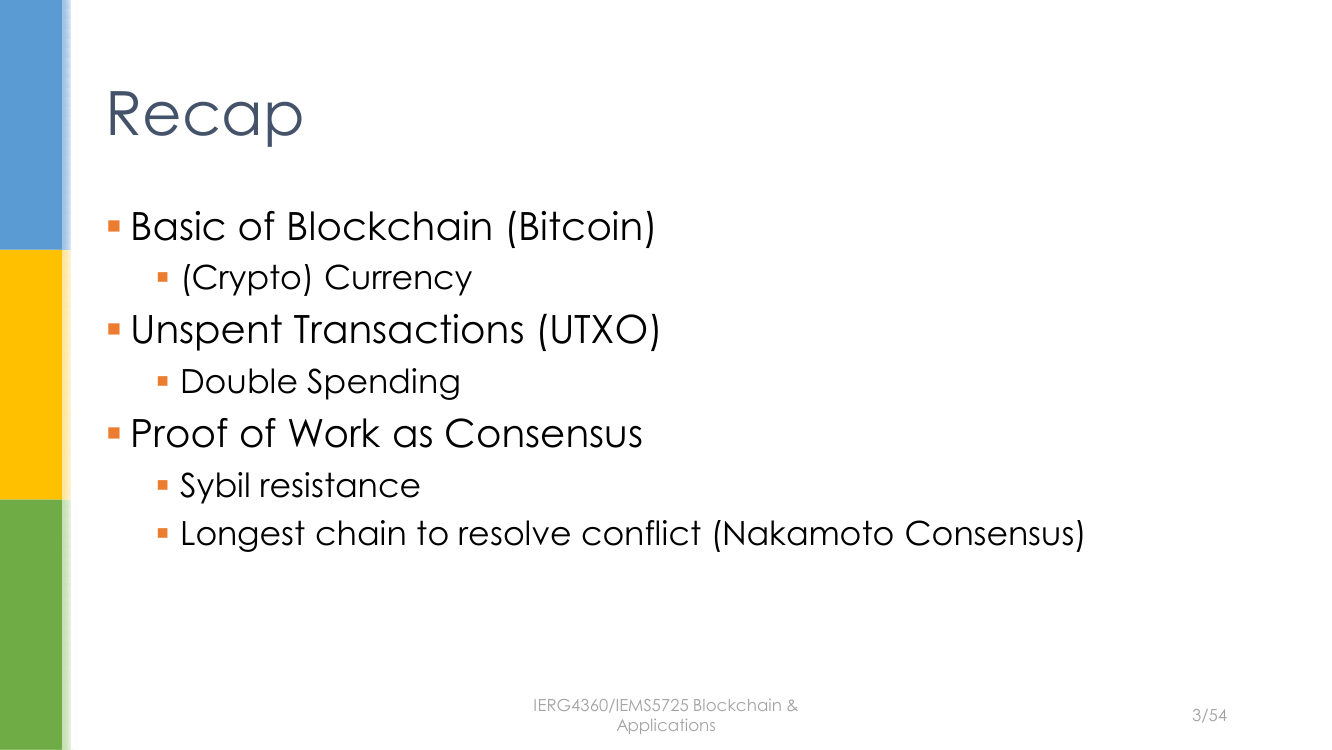 Recap
Basic of Blockchain (Bitcoin)
(Crypto) Currency
Unspent Transactions (UTXO)
Double Spending
Proof of Work as Consensus
Sybil resistance
Longest chain to resolve conflict (Nakamoto Consensus)
IERG4360/IEMS5725 Blockchain &
Applications
3/54